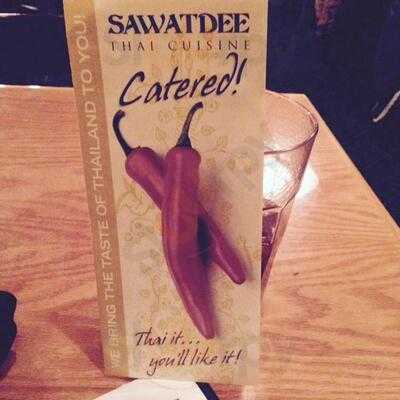 SAWATDEE
THAI CUISINE
Catered!
WE BRING THE TASTE OF THAILAND TO YOU!
Thai it...
you'll like it!